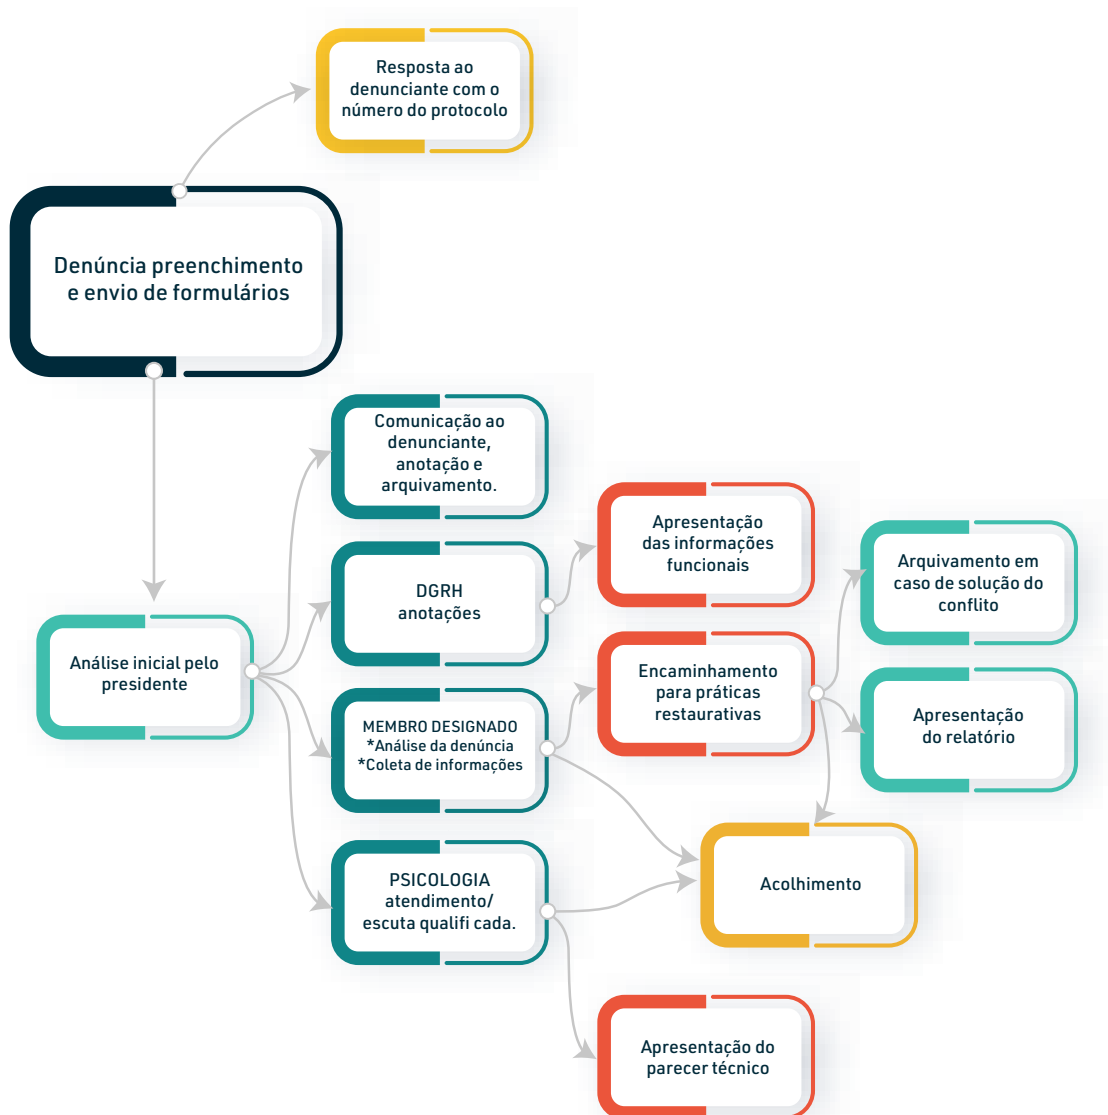 Resposta ao
denunciante com o
número do protocolo
Denúncia preenchimento
e envio de formulários
Comunicação ao
denunciante,
anotação e
arquivamento.
Apresentação
das informações
funcionais
Arquivamento em
caso de solução do
conflito
DGRH
anotações
Análise inicial pelo
presidente
Encaminhamento
para práticas
restaurativas
Apresentação
do relatório
MEMBRO DESIGNADO
*Análise da denúncia
*Coleta de informações
PSICOLOGIA
atendimento/
escuta qualifi cada.
Acolhimento
Apresentação do
parecer técnico